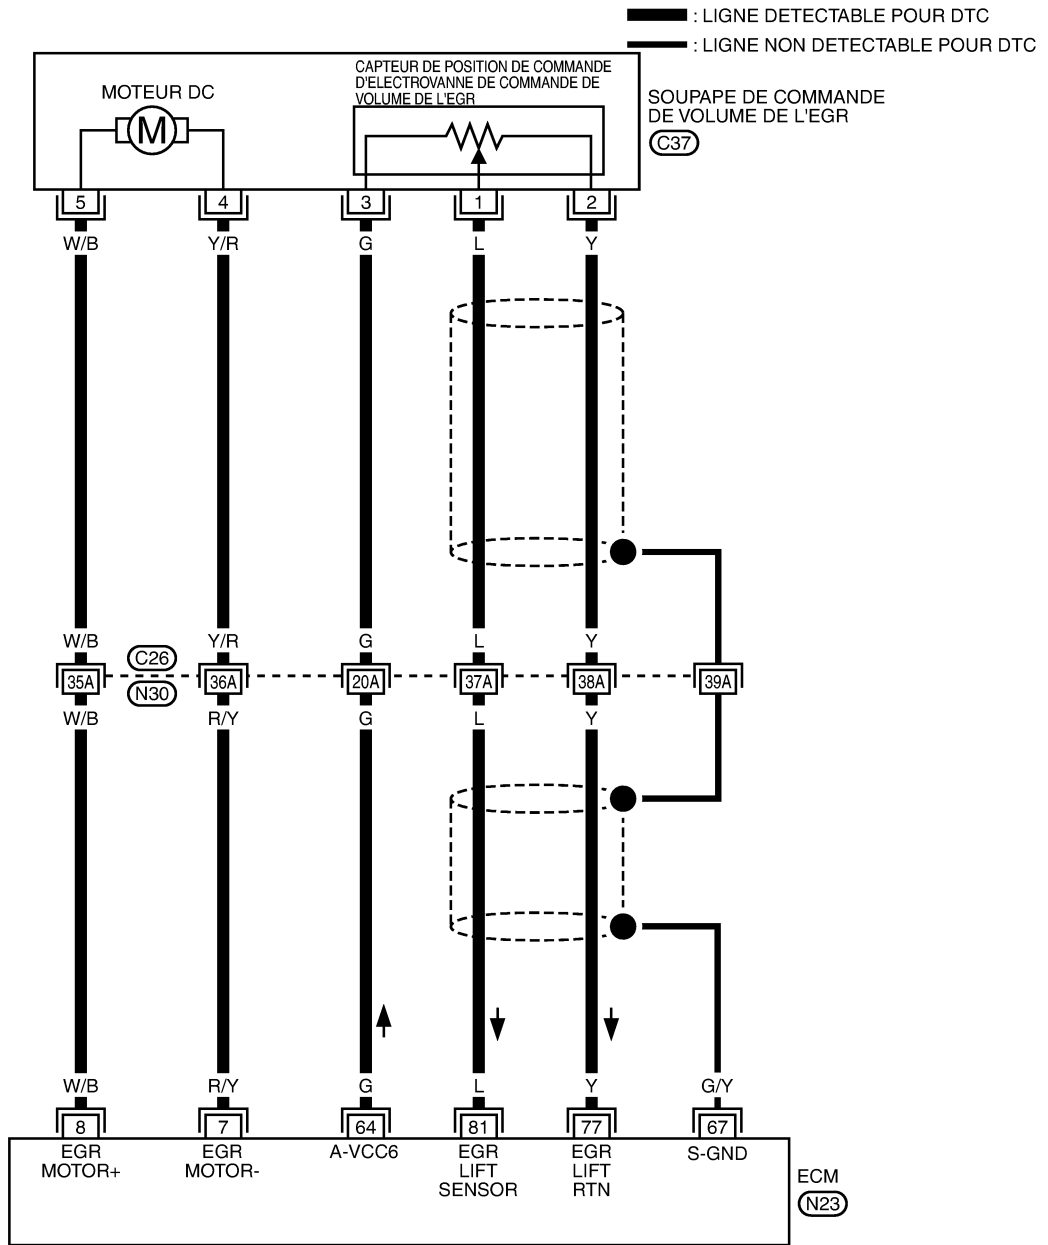 : LIGNE DETECTABLE POUR DTC
: LIGNE NON DETECTABLE POUR DTC
CAPTEUR DE POSITION DE COMMANDE
D'ELECTROVANNE DE COMMANDE DE
VOLUME DE L'EGR
MOTEUR DC
M
SOUPAPE DE COMMANDE
DE VOLUME DE L'EGR
C37
5 4 3 1 2
W/B Y/R G L Y
W/B Y/R G L Y
C26
35A 36A 20A 37A 38A 39A
N30
W/B R/Y G L Y
W/B R/Y G L Y G/Y
8 7 64 81 77 67
EGR
MOTOR+
EGR
MOTOR-
A-VCC6
EGR
LIFT
SENSOR
EGR
LIFT
RTN
S-GND
ECM
N23